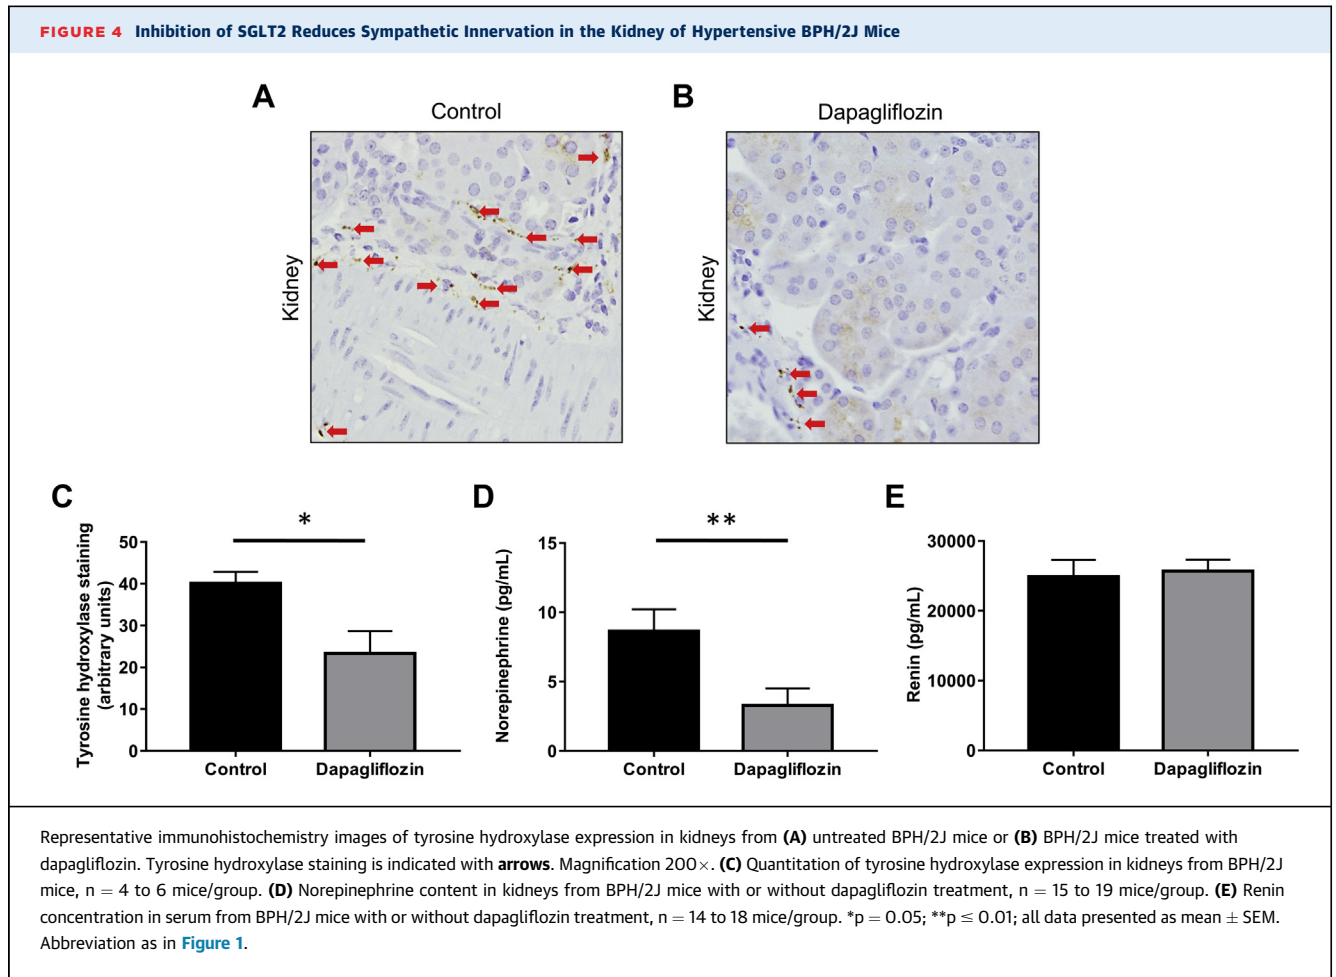 FIGURE 4 Inhibition of SGLT2 Reduces Sympathetic Innervation in the Kidney of Hypertensive BPH/2J Mice
A
Control
Kidney
B
Dapagliflozin
Kidney
C
Tyrosine hydroxylase staining
(arbitrary units)
50
40
30
20
10
0
*
Control Dapagliflozin
D
Norepinephrine (pg/mL)
15
10
5
0
**
Control Dapagliflozin
E
Renin (pg/mL)
30000
20000
10000
0
Control Dapagliflozin
Representative immunohistochemistry images of tyrosine hydroxylase expression in kidneys from (A) untreated BPH/2J mice or (B) BPH/2J mice treated with
dapagliflozin. Tyrosine hydroxylase staining is indicated with arrows. Magnification 200×. (C) Quantitation of tyrosine hydroxylase expression in kidneys from BPH/2J
mice, n = 4 to 6 mice/group. (D) Norepinephrine content in kidneys from BPH/2J mice with or without dapagliflozin treatment, n = 15 to 19 mice/group. (E) Renin
concentration in serum from BPH/2J mice with or without dapagliflozin treatment, n = 14 to 18 mice/group. *p = 0.05; **p ≤ 0.01; all data presented as mean ± SEM.
Abbreviation as in Figure 1.